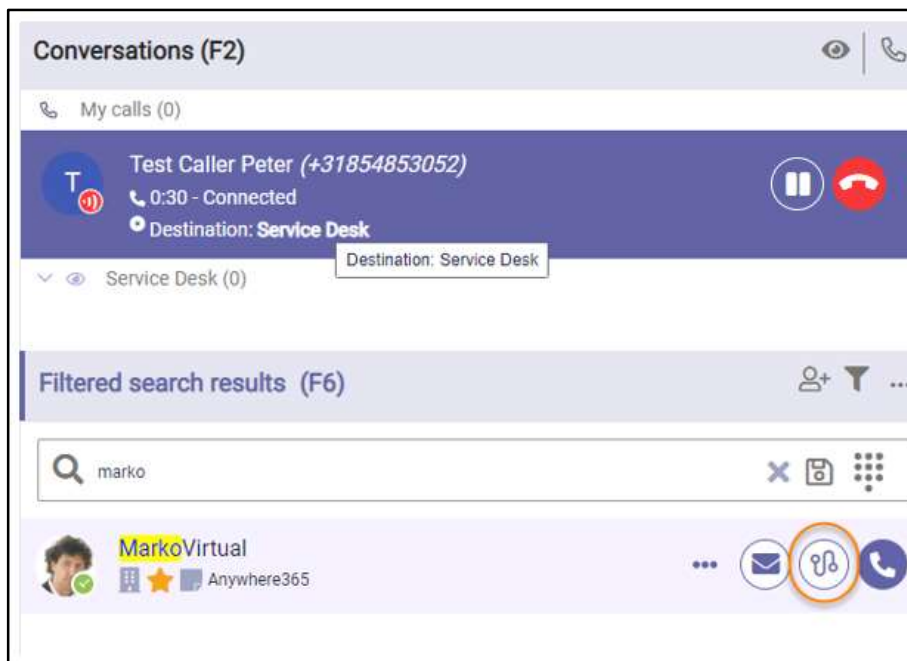 Conversations (F2)
My calls (0)
T
Test Caller Peter (+31854853052)
0:30 - Connected
Destination: Service Desk
Destination: Service Desk
Service Desk (0)
Filtered search results (F6)
marko
MarkoVirtual
Anywhere365